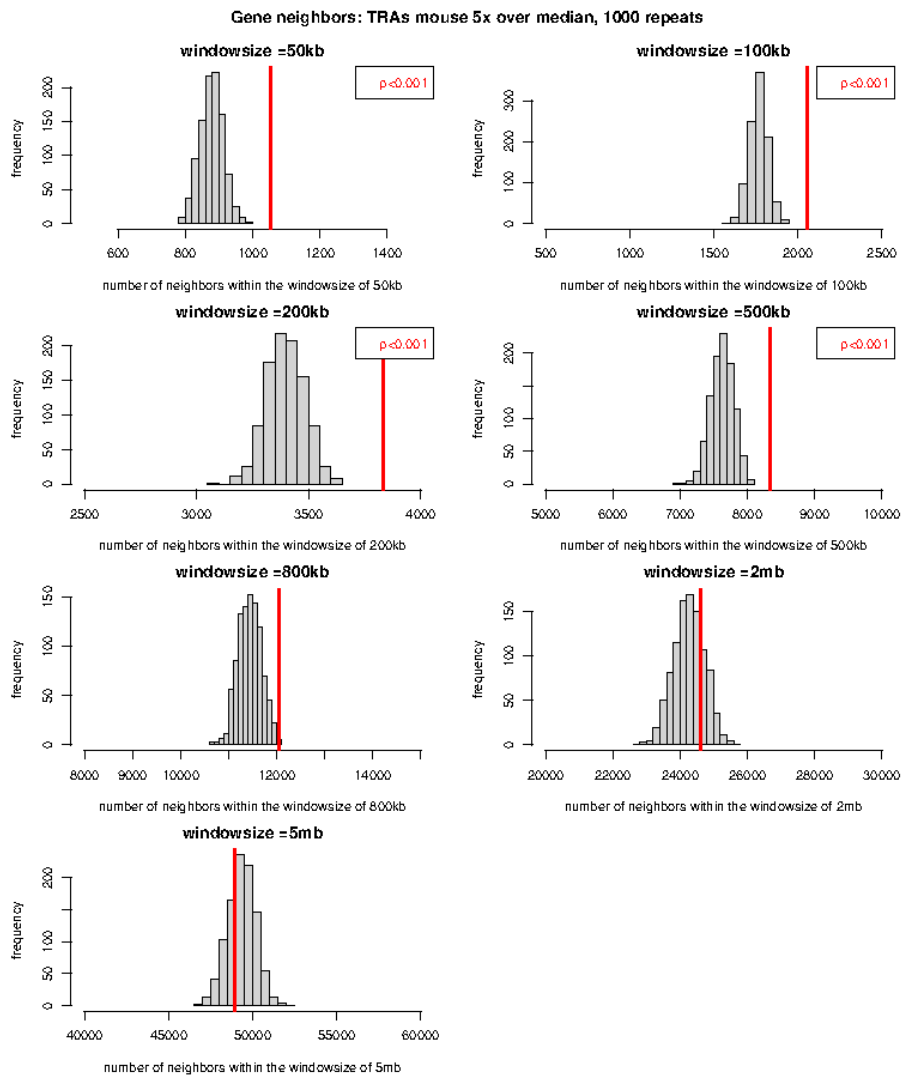 Gene neighbors: TRAs mouse 5x over median, 1000 repeats
windowsize =50kb
p<0.001
frequency
0 50 100 150 200
600 800 1000 1200 1400
number of neighbors within the windowsize of 50kb
windowsize =100kb
p<0.001
frequency
0 100 200 300
500 1000 1500 2000 2500
number of neighbors within the windowsize of 100kb
windowsize =200kb
p<0.001
frequency
0 50 100 150 200
2500 3000 3500 4000
number of neighbors within the windowsize of 200kb
windowsize =500kb
p<0.001
frequency
0 50 100 200
5000 6000 7000 8000 9000 10000
number of neighbors within the windowsize of 500kb
windowsize =800kb
frequency
0 50 100 150
8000 9000 10000 12000 14000
number of neighbors within the windowsize of 800kb
windowsize =2mb
frequency
0 50 100 150
20000 22000 24000 26000 28000 30000
number of neighbors within the windowsize of 2mb
windowsize =5mb
frequency
0 50 100 200
40000 45000 50000 55000 60000
number of neighbors within the windowsize of 5mb